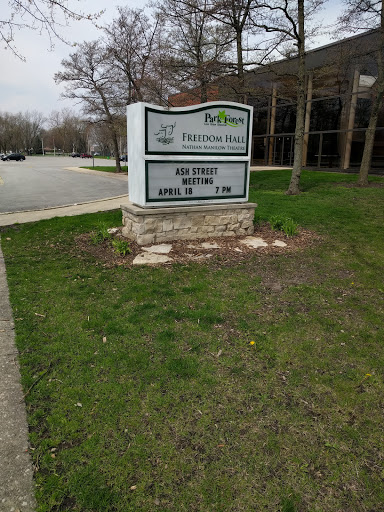 Park Forest
FREEDOM HALL
NATHAN MANILOW THEATRE
ASH STREET
MEETING
APRIL 18 7 PM